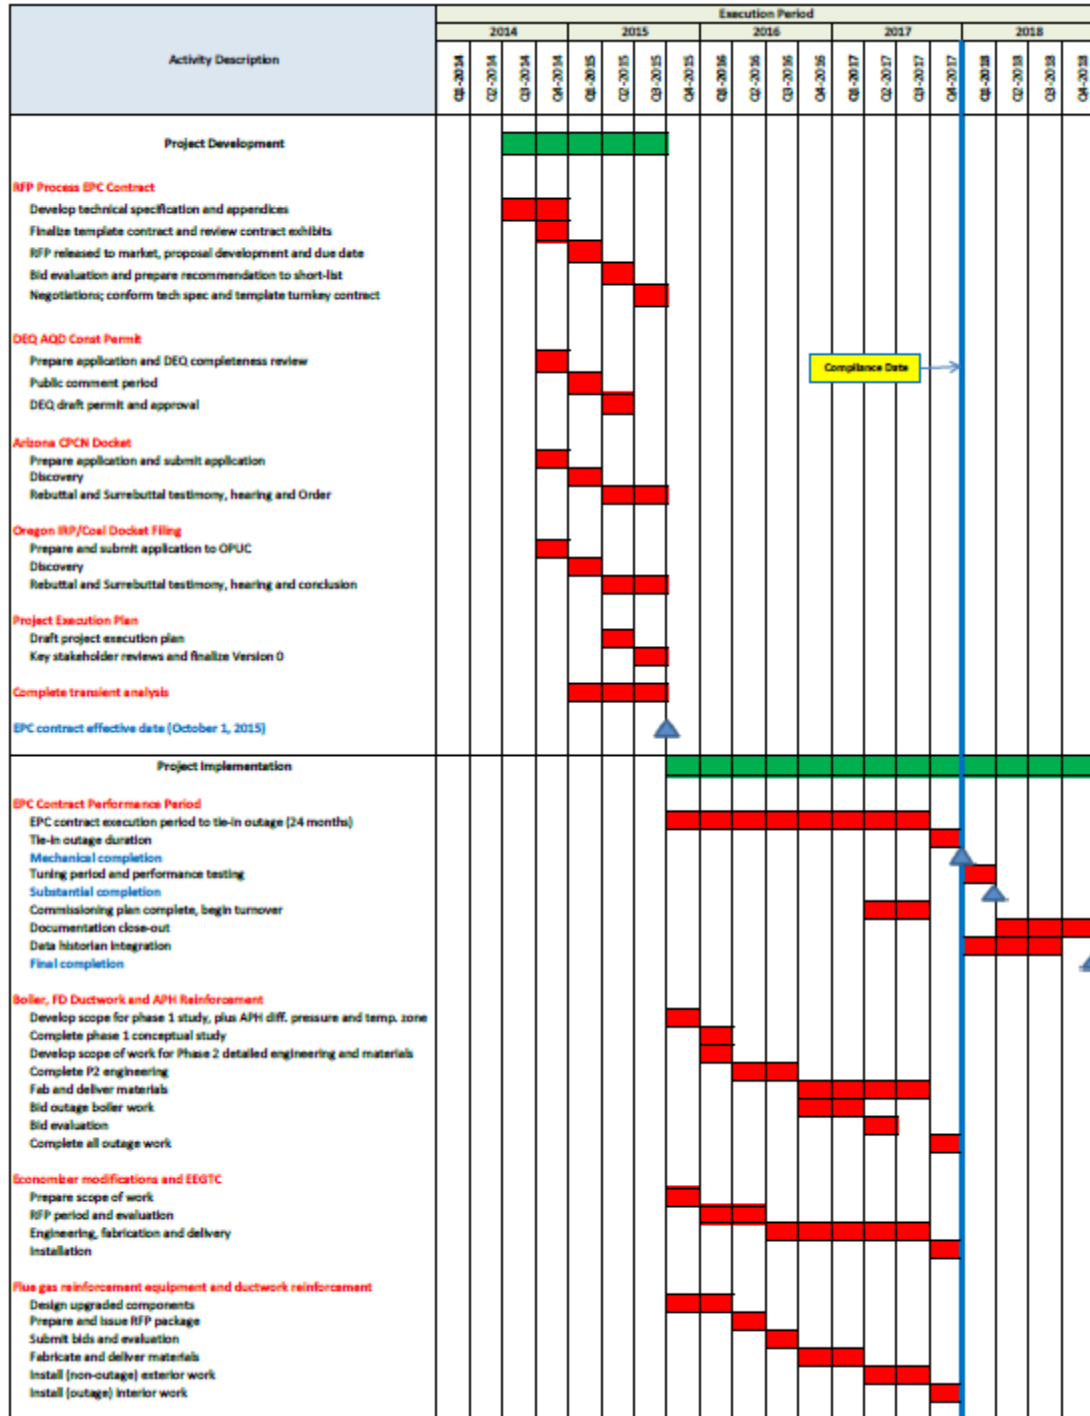 Execution Period
2014 2015 2016 2017 2018
Activity Description
Q1-2014 Q2-2014 Q3-2014 Q4-2014 Q1-2015 Q2-2015 Q3-2015 Q4-2015 Q1-2016 Q2-2016 Q3-2016 Q4-2016 Q1-2017 Q2-2017 Q3-2017 Q4-2017 Q1-2018 Q2-2018 Q3-2018 Q4-2018
Project Development
RFP Process EPC Contract
Develop technical specification and appendices
Finalize template contract and review contract exhibits
RFP released to market, proposal development and due date
Bid evaluation and prepare recommendation to short-list
Negotiations; conform tech spec and template turnkey contract
DEQ AQD Const Permit
Prepare application and DEQ completeness review
Compliance Date
Public comment period
DEQ draft permit and approval
Arizona CPCN Docket
Prepare application and submit application
Discovery
Rebuttal and Surrebuttal testimony, hearing and Order
Oregon IRP/Coal Docket Filing
Prepare and submit application to OPUC
Discovery
Rebuttal and Surrebuttal testimony, hearing and conclusion
Project Execution Plan
Draft project execution plan
Key stakeholder reviews and finalize Version 0
Complete transient analysis
EPC contract effective date (October 1, 2015)
Project Implementation
EPC Contract Performance Period
EPC contract execution period to tie-in outage (24 months)
Tie-in outage duration
Mechanical completion
Tuning period and performance testing
Substantial completion
Commissioning plan complete, begin turnover
Documentation close-out
Data historian integration
Final completion
Boiler, FD Ductwork and APH Reinforcement
Develop scope for phase 1 study, plus APH diff. pressure and temp. zone
Complete phase 1 conceptual study
Develop scope of work for Phase 2 detailed engineering and materials
Complete P2 engineering
Fab and deliver materials
Bid outage boiler work
Bid evaluation
Complete all outage work
Economizer modifications and EEGTC
Prepare scope of work
RFP period and evaluation
Engineering, fabrication and delivery
Installation
Flue gas reinforcement equipment and ductwork reinforcement
Design upgraded components
Prepare and issue RFP package
Submit bids and evaluation
Fabricate and deliver materials
Install (non-outage) exterior work
Install (outage) interior work